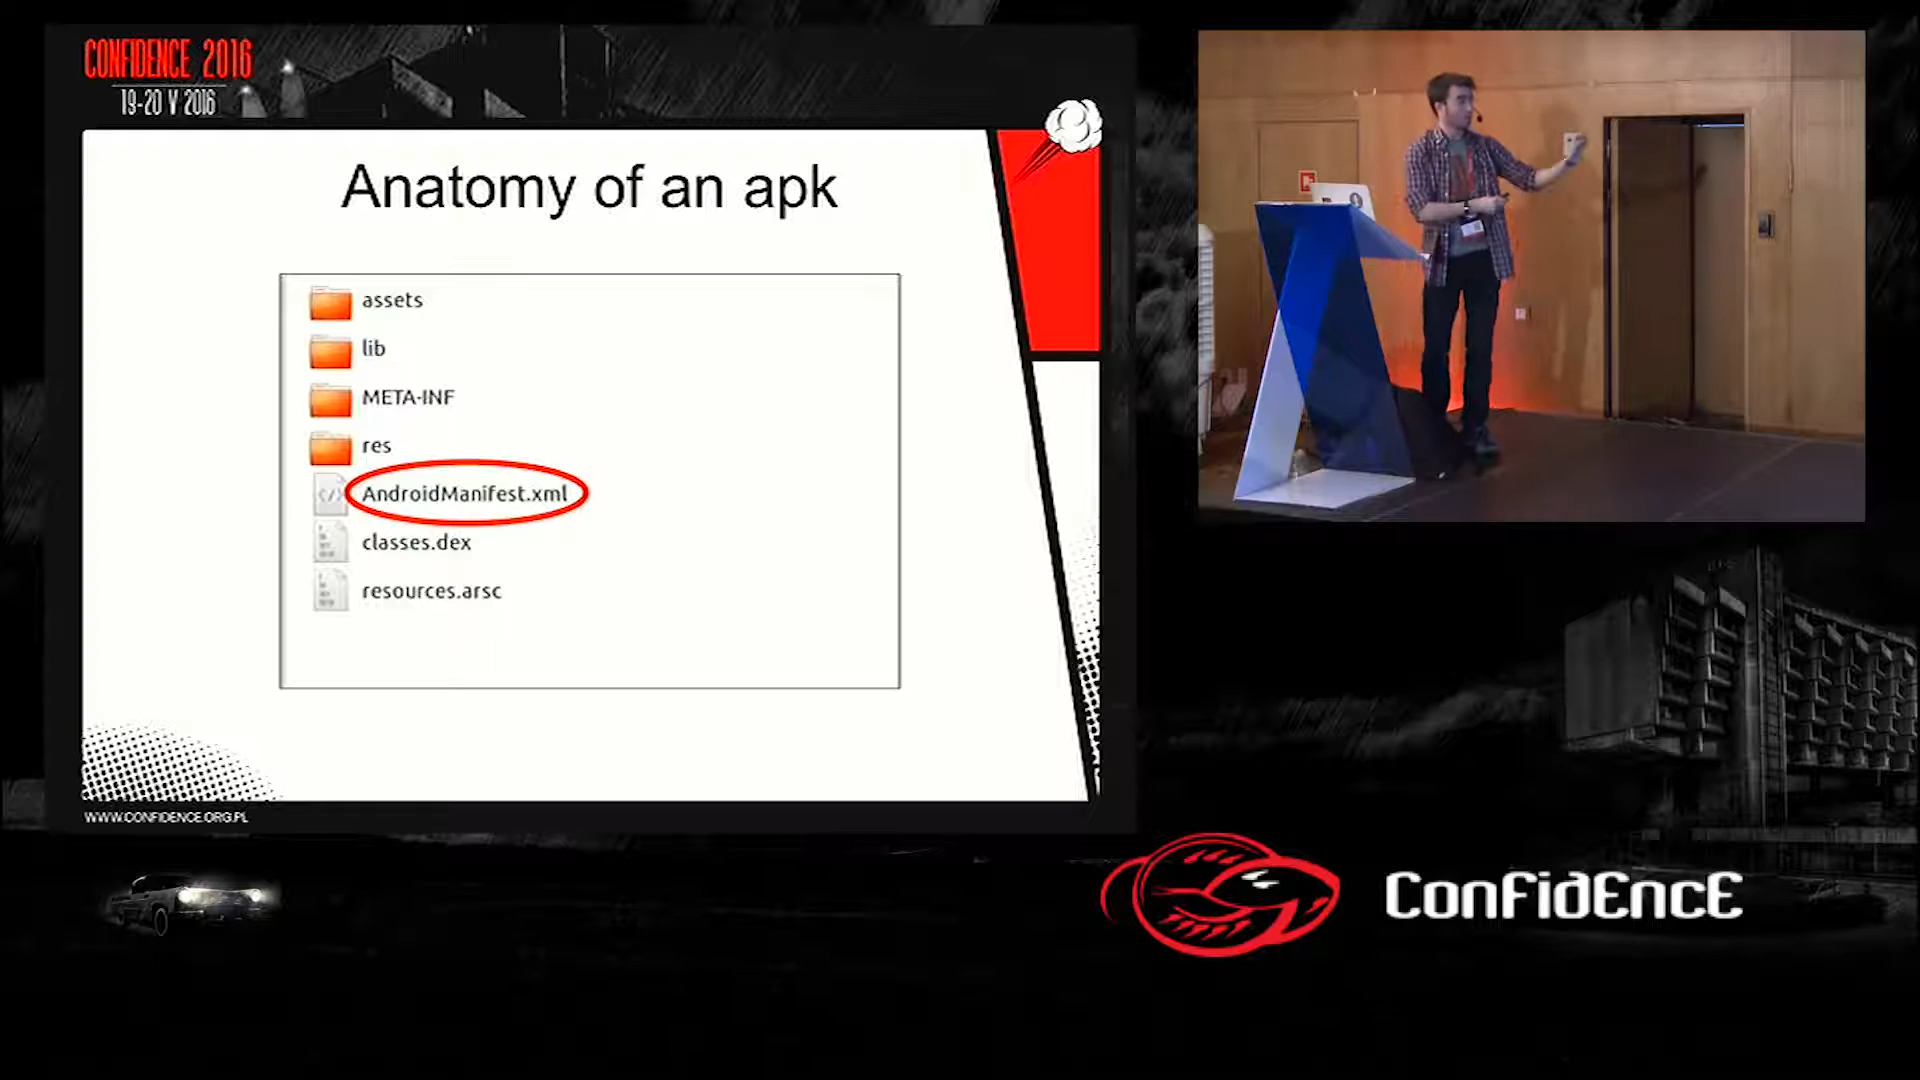 CONFIDENCE 2016
19-20 V 2016
Anatomy of an apk
assets
lib
META-INF
res
AndroidManifest.xml
classes.dex
resources.arsc
WWW.CONFIDENCE.ORG.PL
ConFidEncE